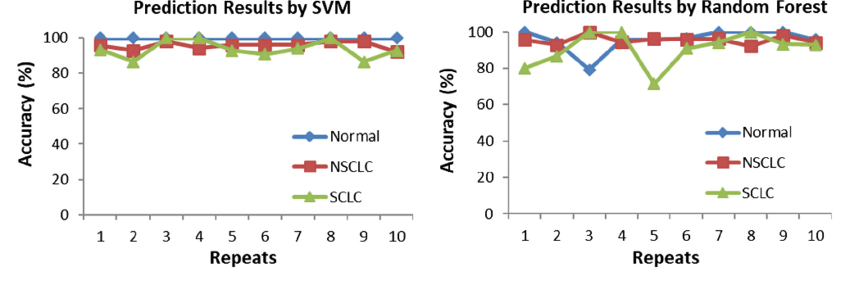 Prediction Results by SVM
100
80
60
40
20
0
Accuracy (%)
Normal
NSCLC
SCLC
1 2 3 4 5 6 7 8 9 10
Repeats
Prediction Results by Random Forest
100
80
60
40
20
0
Accuracy (%)
Normal
NSCLC
SCLC
1 2 3 4 5 6 7 8 9 10
Repeats